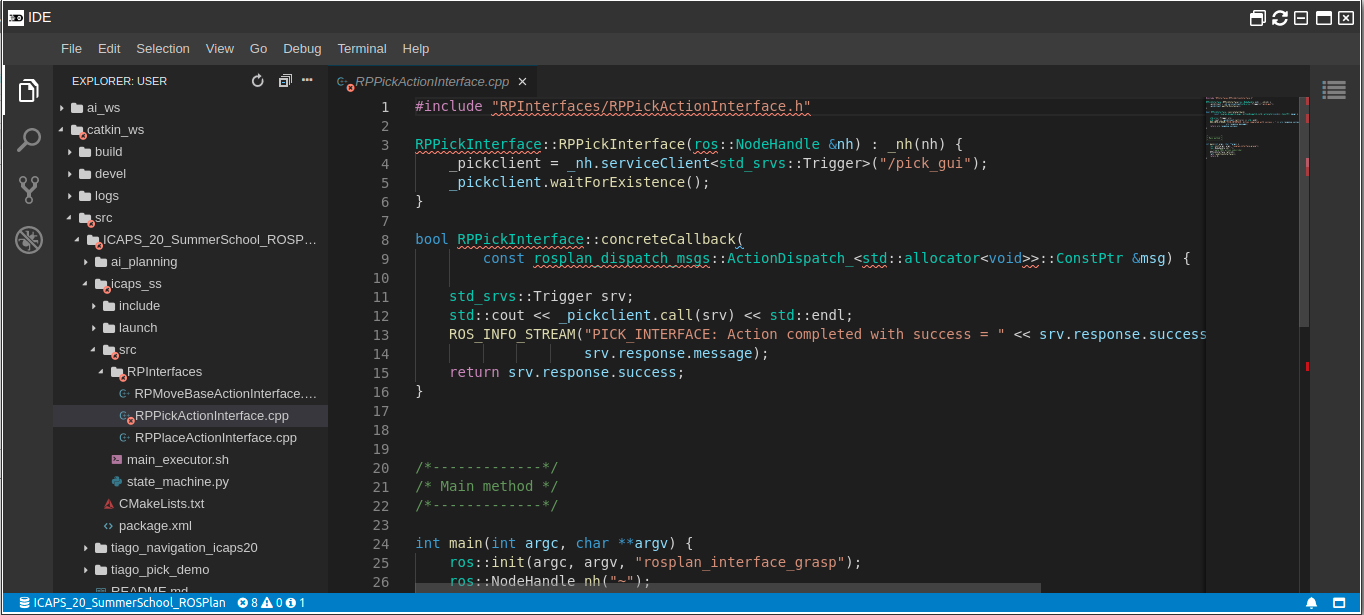 IDE
File Edit Selection View Go Debug Terminal Help
EXPLORER: USER
ai_ws
catkin_ws
build
devel
logs
src
ICAPS_20_SummerSchool_ROSP...
ai_planning
icaps_ss
include
launch
src
RPInterfaces
RPMoveBaseActionInterface....
RPPickActionInterface.cpp
RPPlaceActionInterface.cpp
main_executor.sh
state_machine.py
CMakeLists.txt
package.xml
tiago_navigation_icaps20
tiago_pick_demo
README.md
RPPickActionInterface.cpp
1 #include "RPInterfaces/RPPickActionInterface.h"
2
3 RPPickInterface::RPPickInterface(ros::NodeHandle &nh) : _nh(nh) {
4 _pickclient = _nh.serviceClient<std_srvs::Trigger>("/pick_gui");
5 _pickclient.waitForExistence();
6 }
7
8 bool RPPickInterface::concreteCallback(
9 const rosplan_dispatch_msgs::ActionDispatch_<std::allocator<void>>::ConstPtr &msg) {
10
11 std_srvs::Trigger srv;
12 std::cout << _pickclient.call(srv) << std::endl;
13 ROS_INFO_STREAM("PICK_INTERFACE: Action completed with success = " << srv.response.success
14 srv.response.message);
15 return srv.response.success;
16 }
17
18
19
20 /*-------------*/
21 /* Main method */
22 /*-------------*/
23
24 int main(int argc, char **argv) {
25 ros::init(argc, argv, "rosplan_interface_grasp");
26 ros::NodeHandle nh("~");
ICAPS_20_SummerSchool_ROSPlan 8 0 1